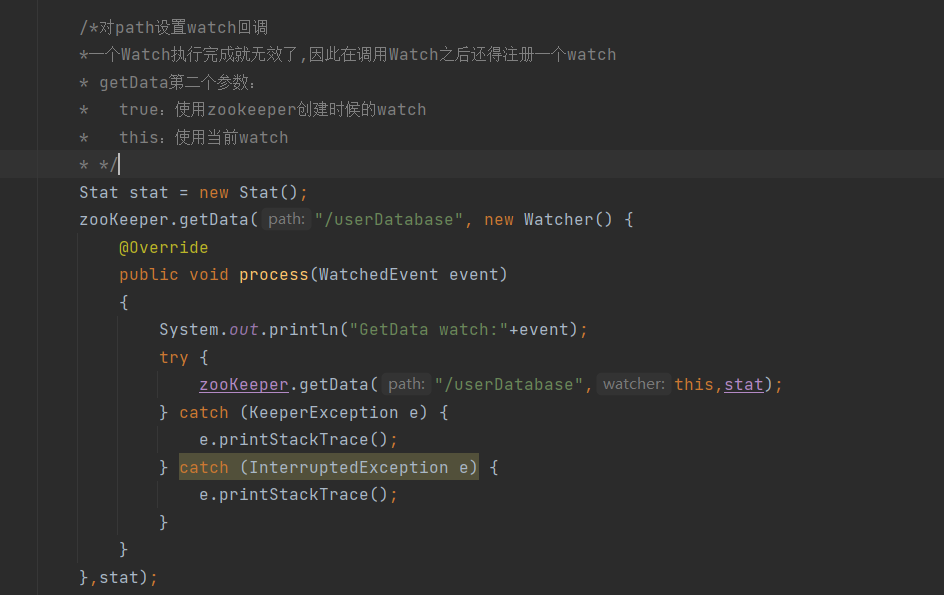 /*对path设置watch回调
*一个Watch执行完成就无效了,因此在调用Watch之后还得注册一个watch
* getData第二个参数:
*   true：使用zookeeper创建时候的watch
*   this：使用当前watch
* */
Stat stat = new Stat();
zooKeeper.getData( path: "/userDatabase", new Watcher() {
    @Override
    public void process(WatchedEvent event)
    {
        System.out.println("GetData watch:"+event);
        try {
            zooKeeper.getData( path: "/userDatabase", watcher: this,stat);
        } catch (KeeperException e) {
            e.printStackTrace();
        } catch (InterruptedException e) {
            e.printStackTrace();
        }
    }
},stat);